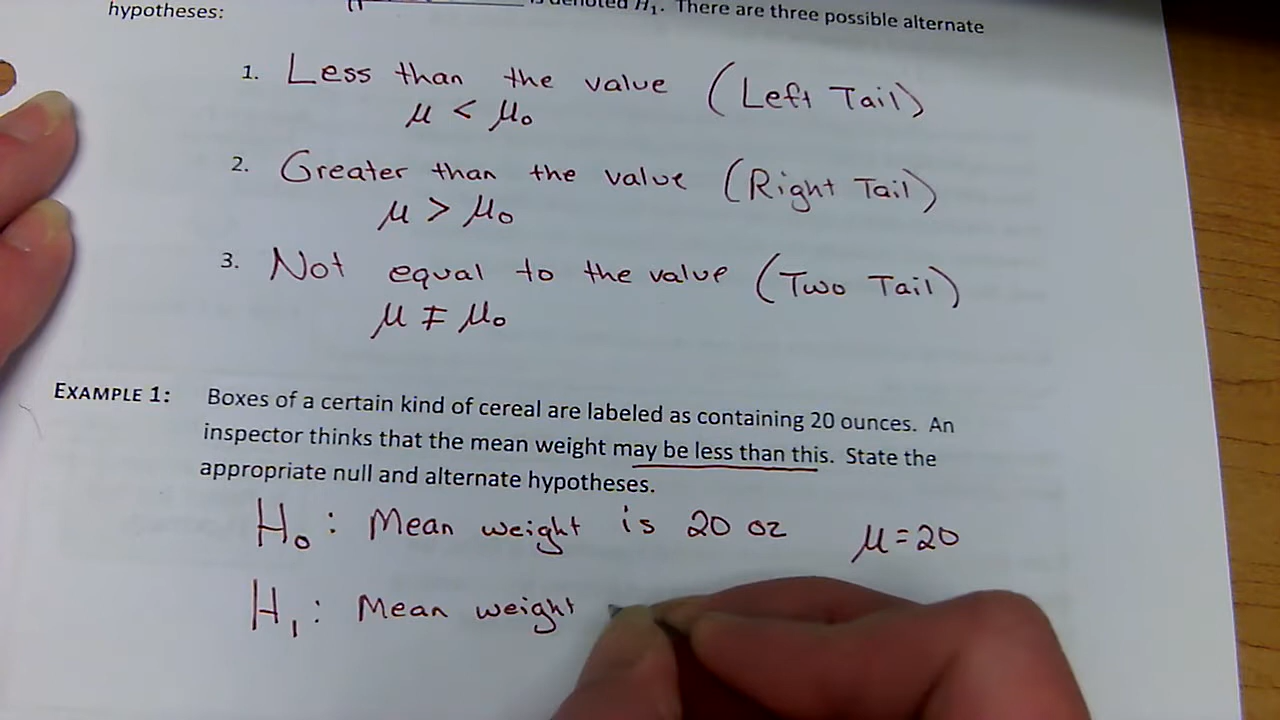 is denoted H₁. There are three possible alternate
hypotheses:
1. Less than the value (Left Tail)
μ < μ₀
2. Greater than the value (Right Tail)
μ > μ₀
3. Not equal to the value (Two Tail)
μ ≠ μ₀
EXAMPLE 1: Boxes of a certain kind of cereal are labeled as containing 20 ounces. An
inspector thinks that the mean weight may be less than this. State the
appropriate null and alternate hypotheses.
H₀ : Mean weight is 20 oz μ = 20
H₁ : Mean weight